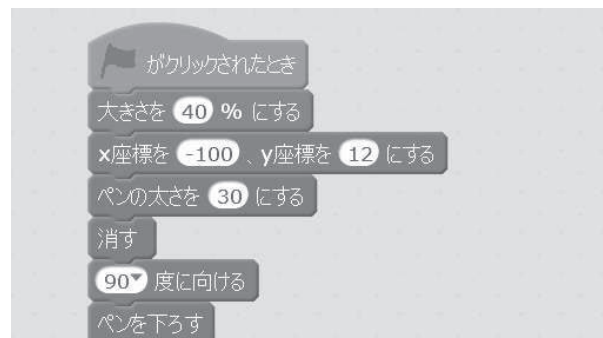 がクリックされたとき
大きさを 40 % にする
x座標を -100 、y座標を 12 にする
ペンの太さを 30 にする
消す
90▼ 度に向ける
ペンを下ろす